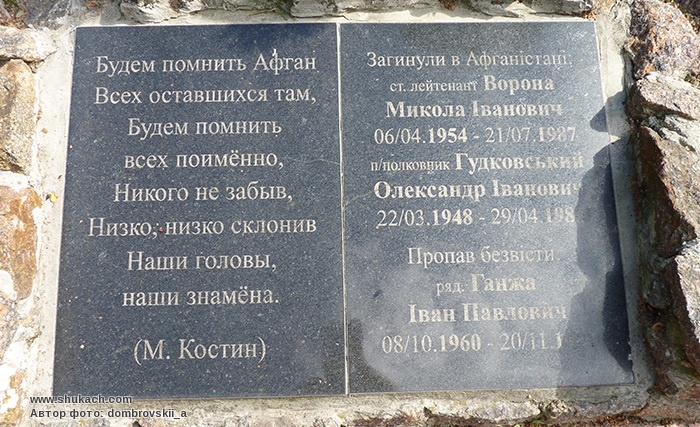 Будем помнить Афган
Всех оставшихся там,
Будем помнить
всех поимённо,
Никого не забыв,
Низко, низко склонив
Наши головы,
наши знамёна.
(М. Костин)
Загинули в Афганістані:
ст. лейтенант Ворона
Микола Іванович
06/04.1954 - 21/07.1987
п/полковник Гудковський
Олександр Іванович
22/03.1948 - 29/04.
Пропав безвісти
ряд. Ганжа
Іван Павлович
08/10.1960 -
www.shukach.com
Автор фото: dombrovskii_a